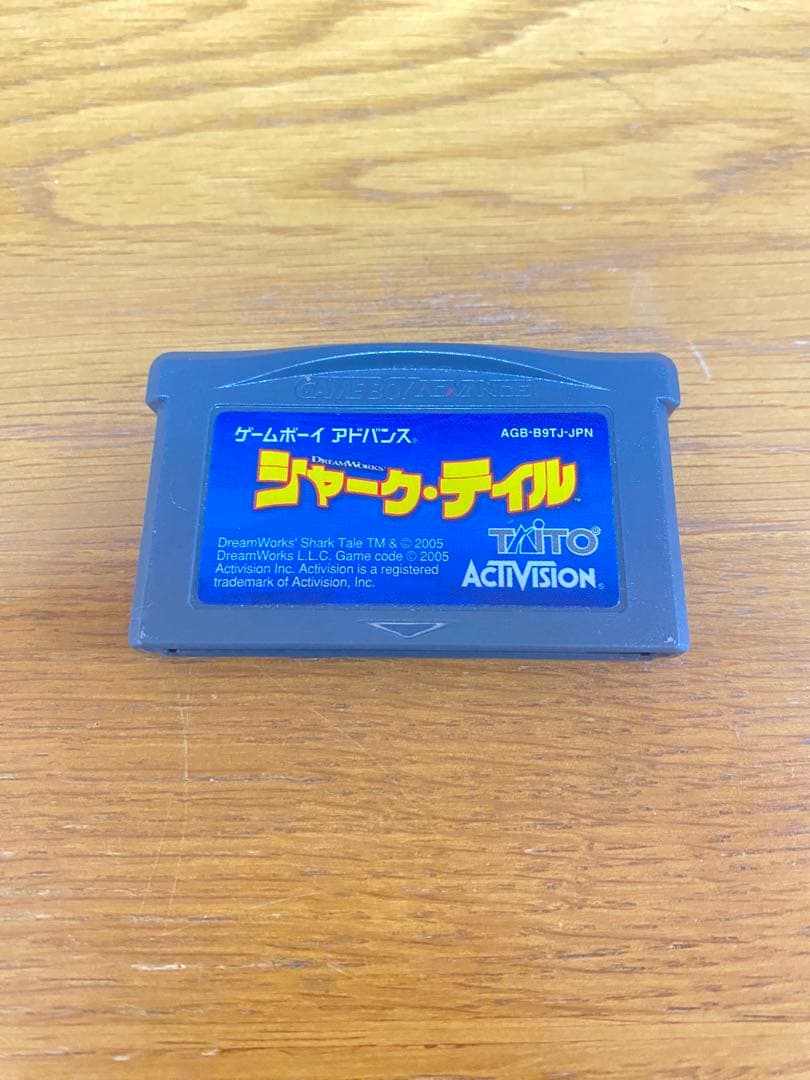 GAME BOY ADVANCE
ゲームボーイ アドバンス®
AGB-B9TJ-JPN
DREAMWORKS'
シャーク・テイル™
DreamWorks' Shark Tale TM & © 2005
DreamWorks L.L.C. Game code © 2005
Activision Inc. Activision is a registered
trademark of Activision, Inc.
TAITO®
ACTIVISION®